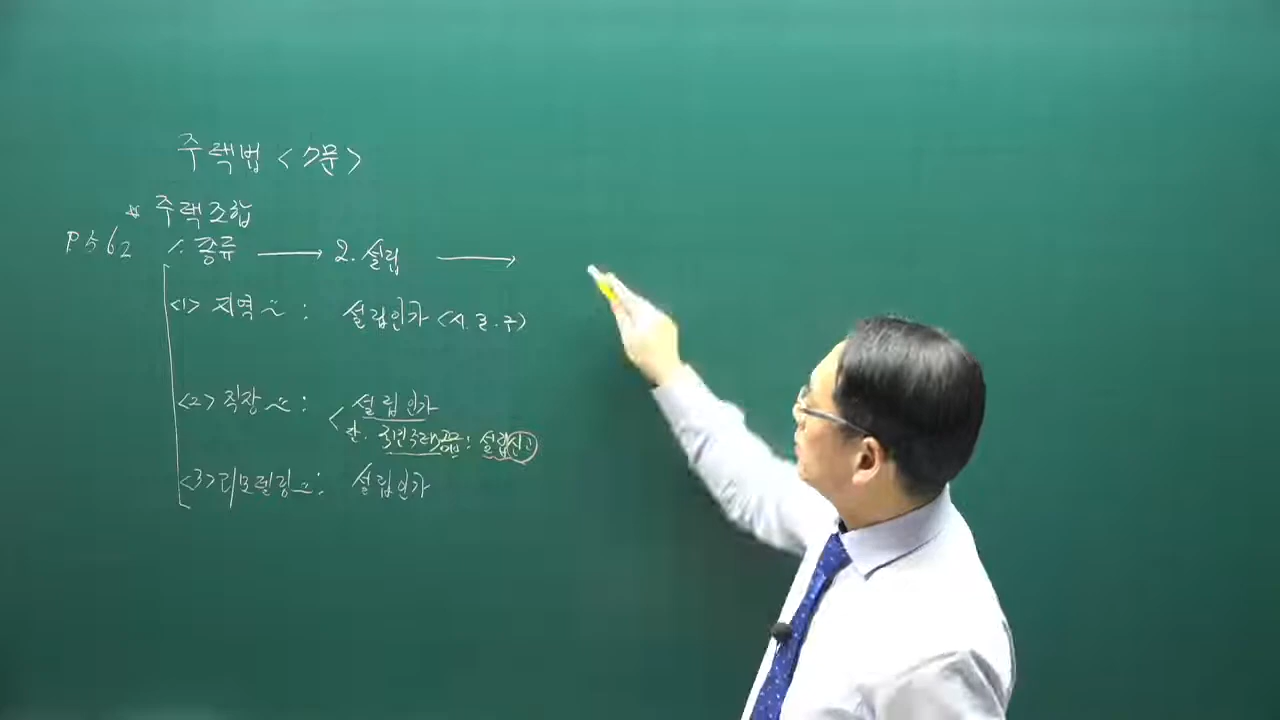 주택법 <7문>
* 주택조합
P.562 1. 종류 → 2. 설립 →
<1> 지역~: 설립인가 <시.군.구>
<2> 직장~: < 설립인가
단. 국민주택공급: 설립신고
<3> 리모델링~: 설립인가